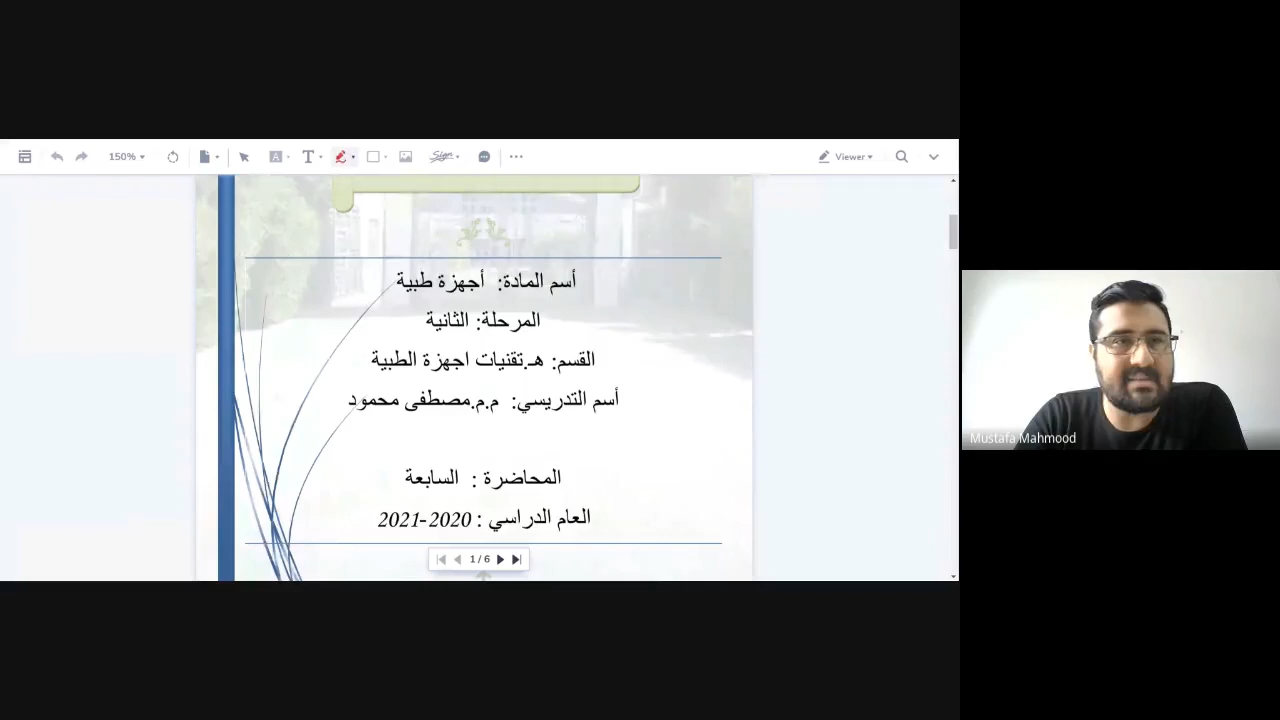 150%
T
Sign
Viewer
أسم المادة: أجهزة طبية
المرحلة: الثانية
القسم: هـ.تقنيات اجهزة الطبية
أسم التدريسي: م.م.مصطفى محمود
المحاضرة : السابعة
العام الدراسي : 2020-2021
1 / 6
Mustafa Mahmood